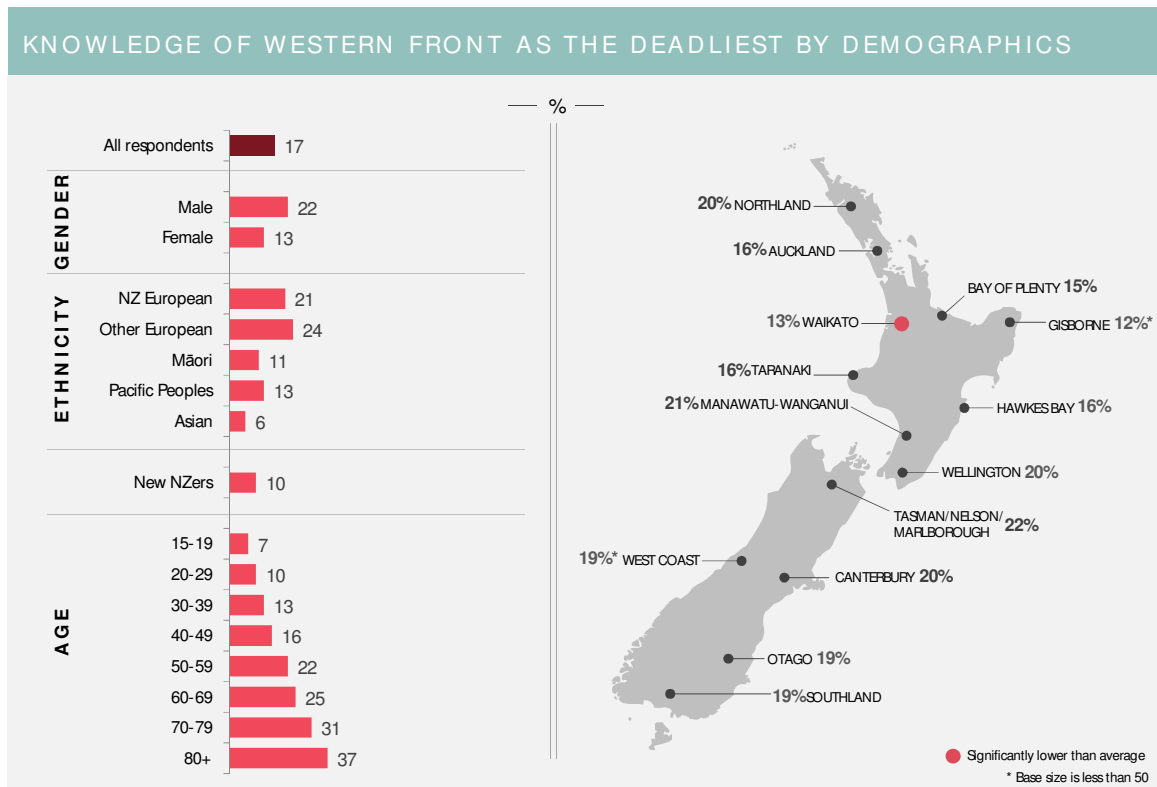 KNOWLEDGE OF WESTERN FRONT AS THE DEADLIEST BY DEMOGRAPHICS
%
All respondents 17
GENDER
Male 22
Female 13
ETHNICITY
NZ European 21
Other European 24
Māori 11
Pacific Peoples 13
Asian 6
New NZers 10
AGE
15-19 7
20-29 10
30-39 13
40-49 16
50-59 22
60-69 25
70-79 31
80+ 37
20% NORTHLAND
16% AUCKLAND
BAY OF PLENTY 15%
13% WAIKATO
GISBORNE 12%*
16% TARANAKI
21% MANAWATU-WANGANUI
HAWKES BAY 16%
WELLINGTON 20%
TASMAN/NELSON/
MARLBOROUGH 22%
19%* WEST COAST
CANTERBURY 20%
OTAGO 19%
19% SOUTHLAND
Significantly lower than average
* Base size is less than 50